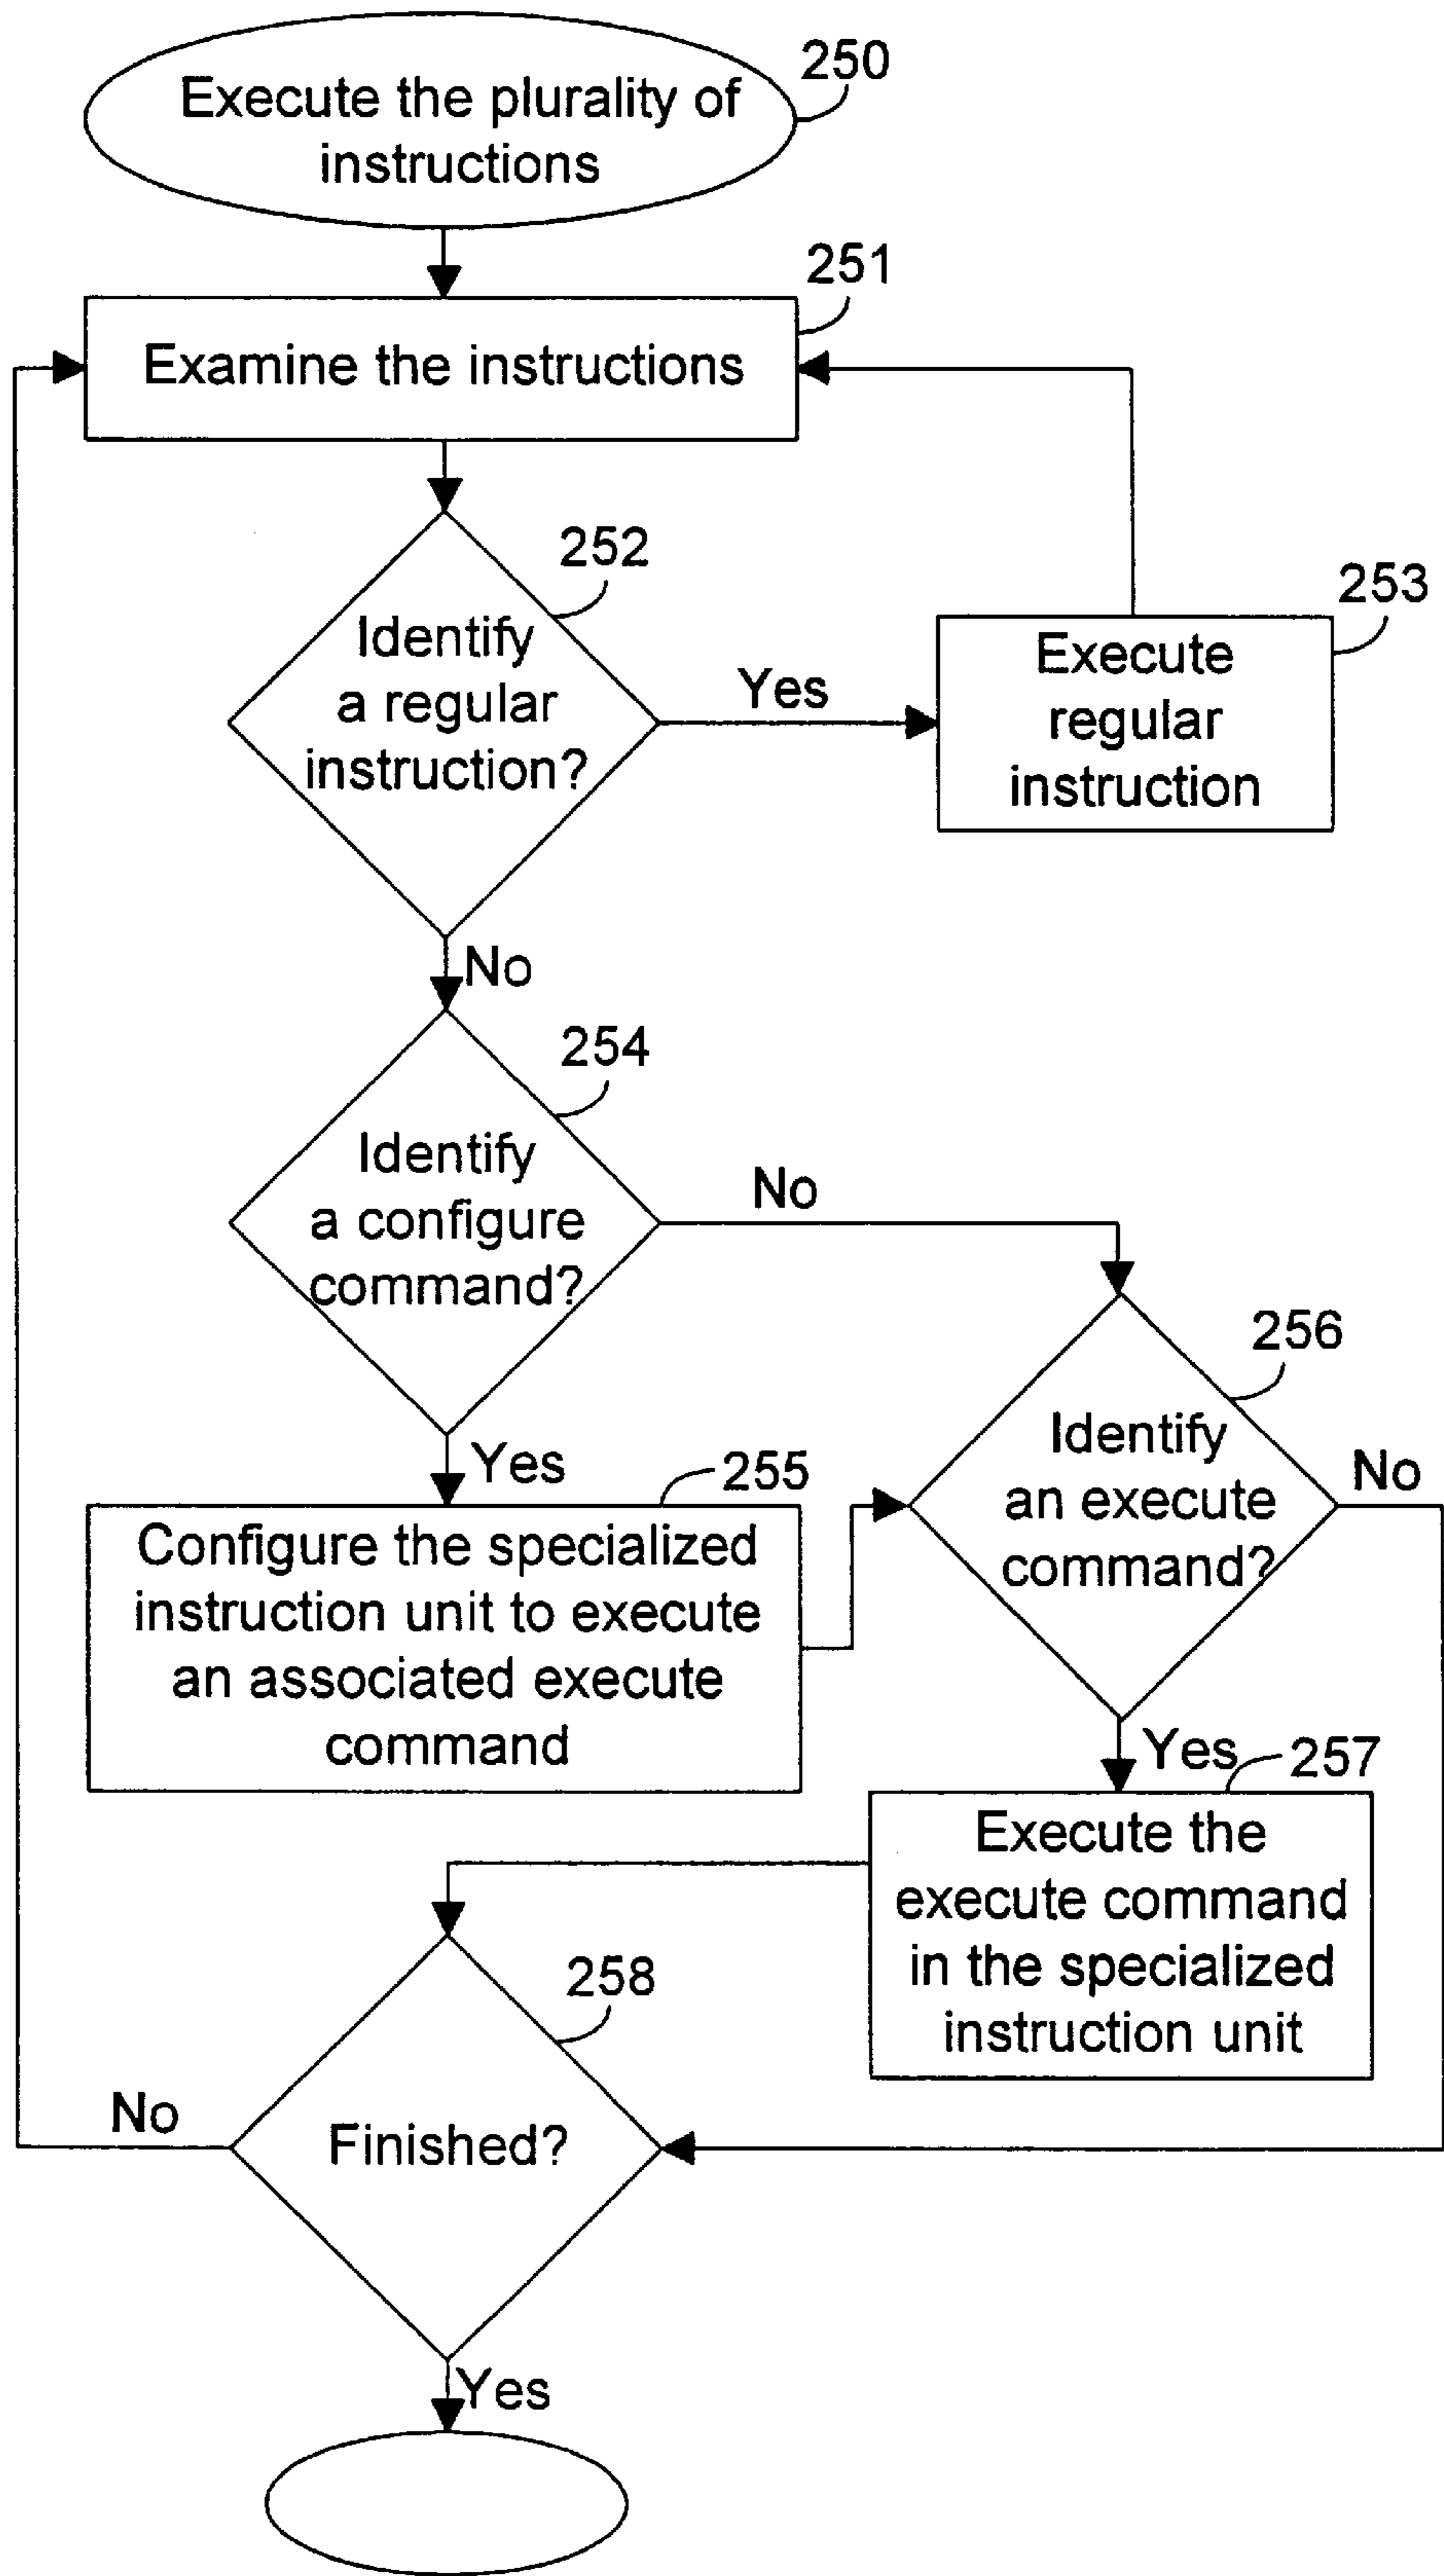 250
Execute the plurality of
instructions
251
Examine the instructions
252
Identify
a regular
instruction?
Yes
253
Execute
regular
instruction
No
254
Identify
a configure
command?
No
256
Identify
an execute
command?
No
Yes
255
Configure the specialized
instruction unit to execute
an associated execute
command
Yes
257
Execute the
execute command
in the specialized
instruction unit
258
Finished?
No
Yes